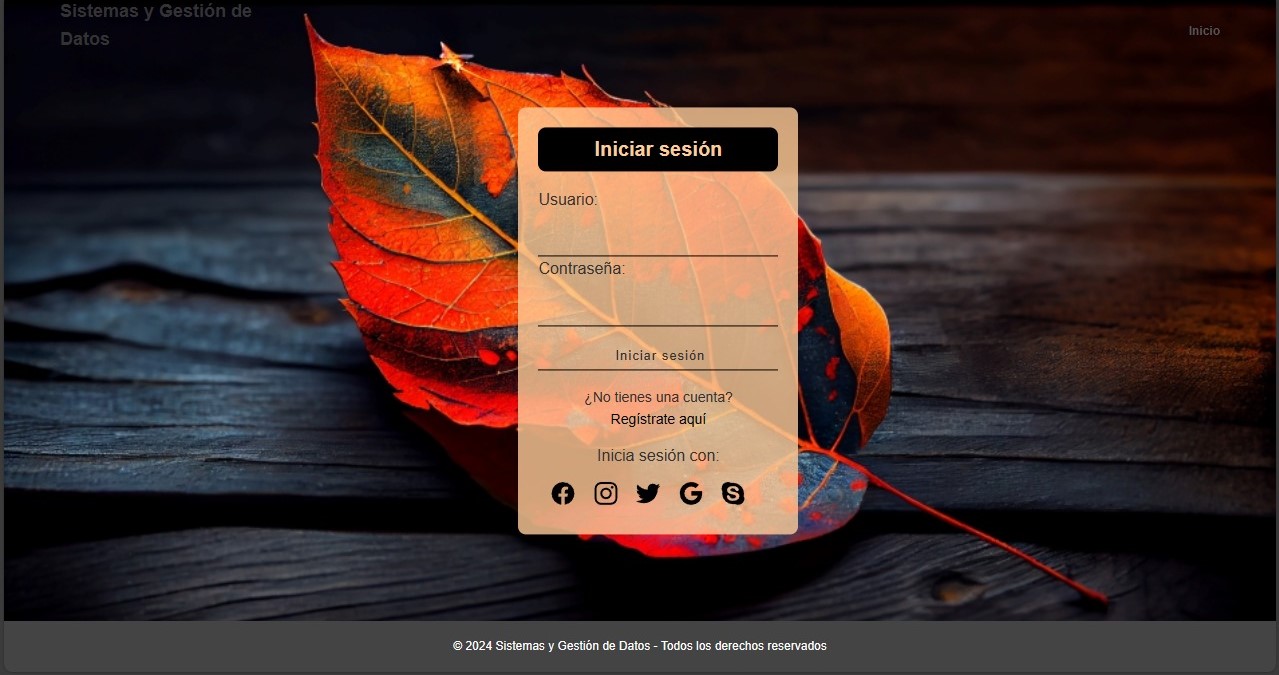 Sistemas y Gestión de
Datos
Inicio
Iniciar sesión
Usuario:
Contraseña:
Iniciar sesión
¿No tienes una cuenta?
Regístrate aquí
Inicia sesión con:
© 2024 Sistemas y Gestión de Datos - Todos los derechos reservados